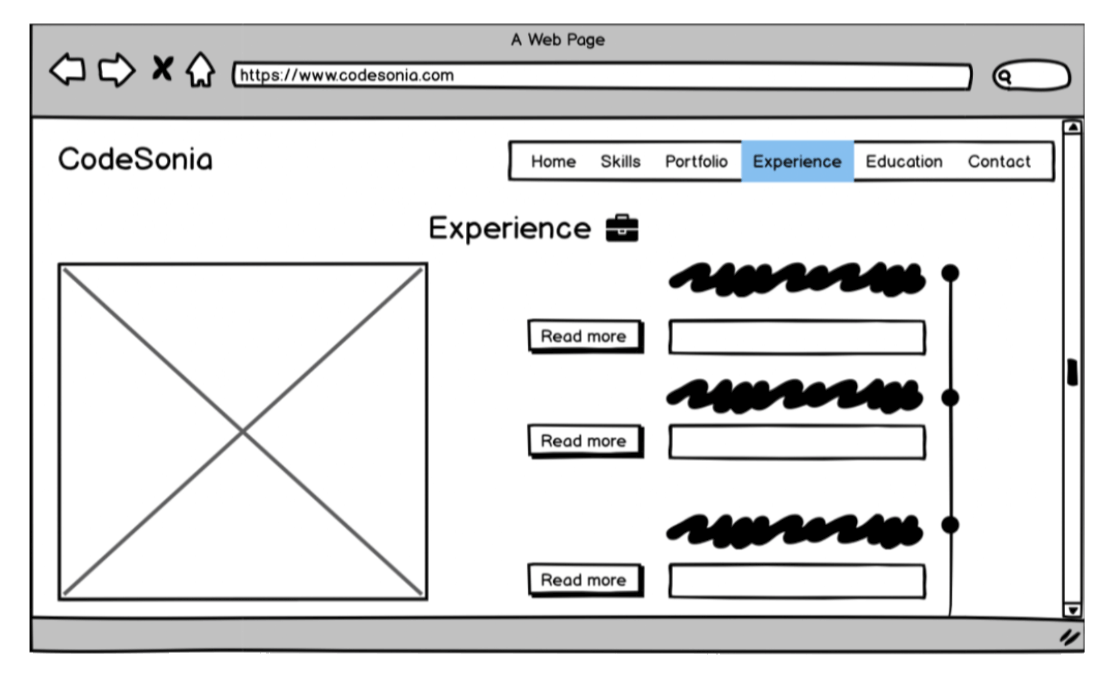 A Web Page
https://www.codesonia.com
CodeSonia
Home Skills Portfolio Experience Education Contact
Experience
Read more
Read more
Read more